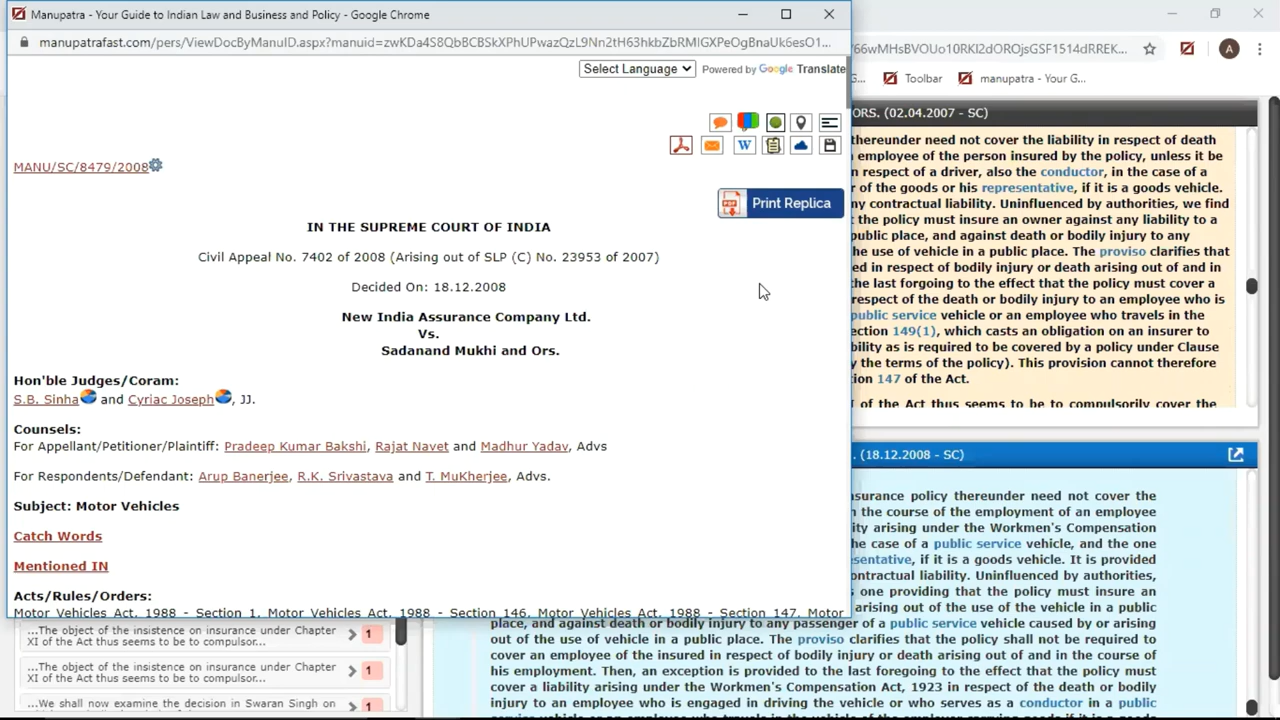 Manupatra - Your Guide to Indian Law and Business and Policy - Google Chrome
manupatrafast.com/pers/ViewDocByManuID.aspx?manuid=zwKDa4S8QbBCBSkXPhUPwazQzL9Nn2tH63hkbZbRMIGXPeOgBnaUk6esO1...
Select Language
Powered by Google Translate
MANU/SC/8479/2008
Print Replica
IN THE SUPREME COURT OF INDIA
Civil Appeal No. 7402 of 2008 (Arising out of SLP (C) No. 23953 of 2007)
Decided On: 18.12.2008
New India Assurance Company Ltd.
Vs.
Sadanand Mukhi and Ors.
Hon'ble Judges/Coram:
S.B. Sinha and Cyriac Joseph, JJ.
Counsels:
For Appellant/Petitioner/Plaintiff: Pradeep Kumar Bakshi, Rajat Navet and Madhur Yadav, Advs
For Respondents/Defendant: Arup Banerjee, R.K. Srivastava and T. MuKherjee, Advs.
Subject: Motor Vehicles
Catch Words
Mentioned IN
Acts/Rules/Orders:
Motor Vehicles Act, 1988 - Section 1, Motor Vehicles Act, 1988 - Section 146, Motor Vehicles Act, 1988 - Section 147, Motor
...The object of the insistence on insurance under Chapter
XI of the Act thus seems to be to compulsor...
1
...The object of the insistence on insurance under Chapter
XI of the Act thus seems to be to compulsor...
1
...We shall now examine the decision in Swaran Singh on
1
66wMHsBVOUo10RKI2dOROjsGSF1514dRREK...
A
G...
Toolbar
manupatra - Your G...
ORS. (02.04.2007 - SC)
thereunder need not cover the liability in respect of death
employee of the person insured by the policy, unless it be
in respect of a driver, also the conductor, in the case of a
of the goods or his representative, if it is a goods vehicle.
ny contractual liability. Uninfluenced by authorities, we find
the policy must insure an owner against any liability to a
public place, and against death or bodily injury to any
he use of vehicle in a public place. The proviso clarifies that
ed in respect of bodily injury or death arising out of and in
the last forgoing to the effect that the policy must cover a
respect of the death or bodily injury to an employee who is
public service vehicle or an employee who travels in the
ection 149(1), which casts an obligation on an insurer to
bility as is required to be covered by a policy under Clause
y the terms of the policy). This provision cannot therefore
ion 147 of the Act.
of the Act thus seems to be to compulsorily cover the
. (18.12.2008 - SC)
nsurance policy thereunder need not cover the
n the course of the employment of an employee
ity arising under the Workmen's Compensation
he case of a public service vehicle, and the one
sentative, if it is a goods vehicle. It is provided
ontractual liability. Uninfluenced by authorities,
one providing that the policy must insure an
arising out of the use of the vehicle in a public
place, and against death or bodily injury to any passenger of a public service vehicle caused by or arising
out of the use of vehicle in a public place. The proviso clarifies that the policy shall not be required to
cover an employee of the insured in respect of bodily injury or death arising out of and in the course of
his employment. Then, an exception is provided to the last foregoing to the effect that the policy must
cover a liability arising under the Workmen's Compensation Act, 1923 in respect of the death or bodily
injury to an employee who is engaged in driving the vehicle or who serves as a conductor in a public